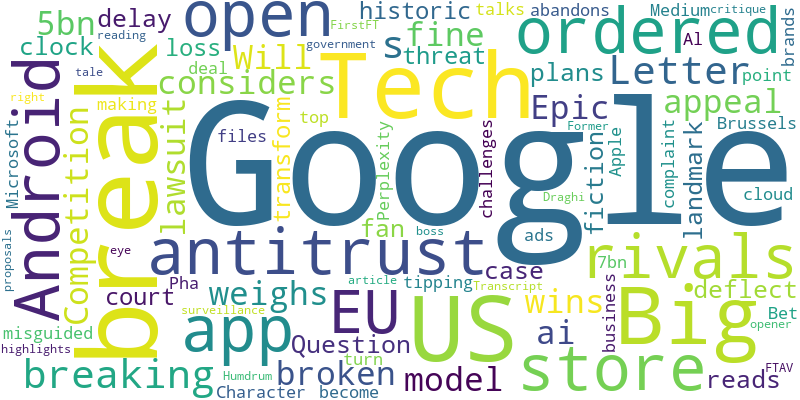 5bn
delay
open
historic
talks
abandons
Medium
critique
FirstFT
reading
clock
loss
Will
government
s
fine
threat
ordered
AI
brands
deal
tale
considers
Tech
plans
Letter
point
right
making
Android
break
Google
Epic
appeal
Microsoft
Competition
lawsuit
files
transform
top
Perplexity
challenges
Former
fiction
Apple
complaint
landmark
Brussels
cloud
eye
antitrust
fan
boss
ads
Draghi
rivals
proposals
court
Pha
weighs
article
tipping
case
Transcript
7bn
business
deflect
surveillance
EU
US
wins
Big
Bet
misguided
app
Question
ai
opener
highlights
turn
breaking
Humdrum
broken
model
store
reads
FTAV
Character
become